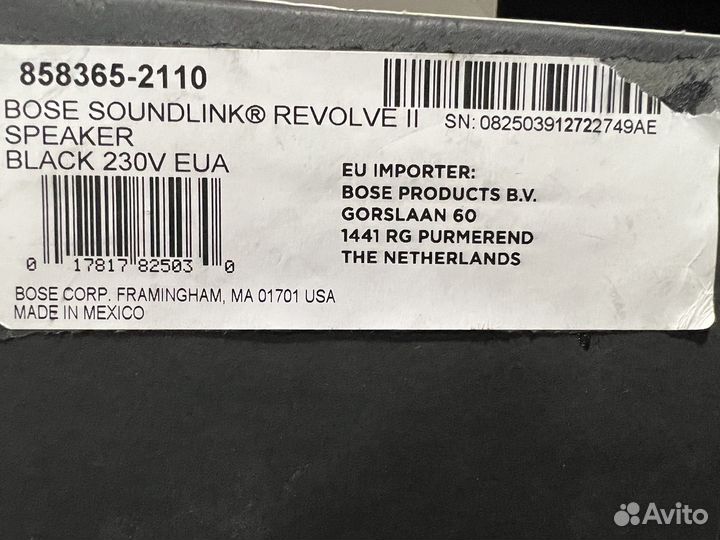 858365-2110
BOSE SOUNDLINK® REVOLVE II
SPEAKER
BLACK 230V EUA
SN: 082503912722749AE
0 17817 82503 0
EU IMPORTER:
BOSE PRODUCTS B.V.
GORSLAAN 60
1441 RG PURMEREND
THE NETHERLANDS
BOSE CORP. FRAMINGHAM, MA 01701 USA
MADE IN MEXICO
Avito